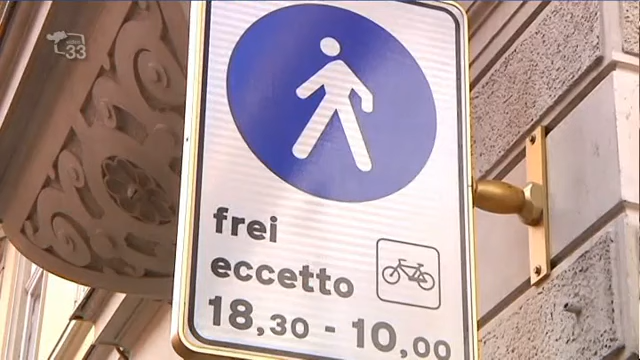 33
frei
eccetto
18,30 - 10,00